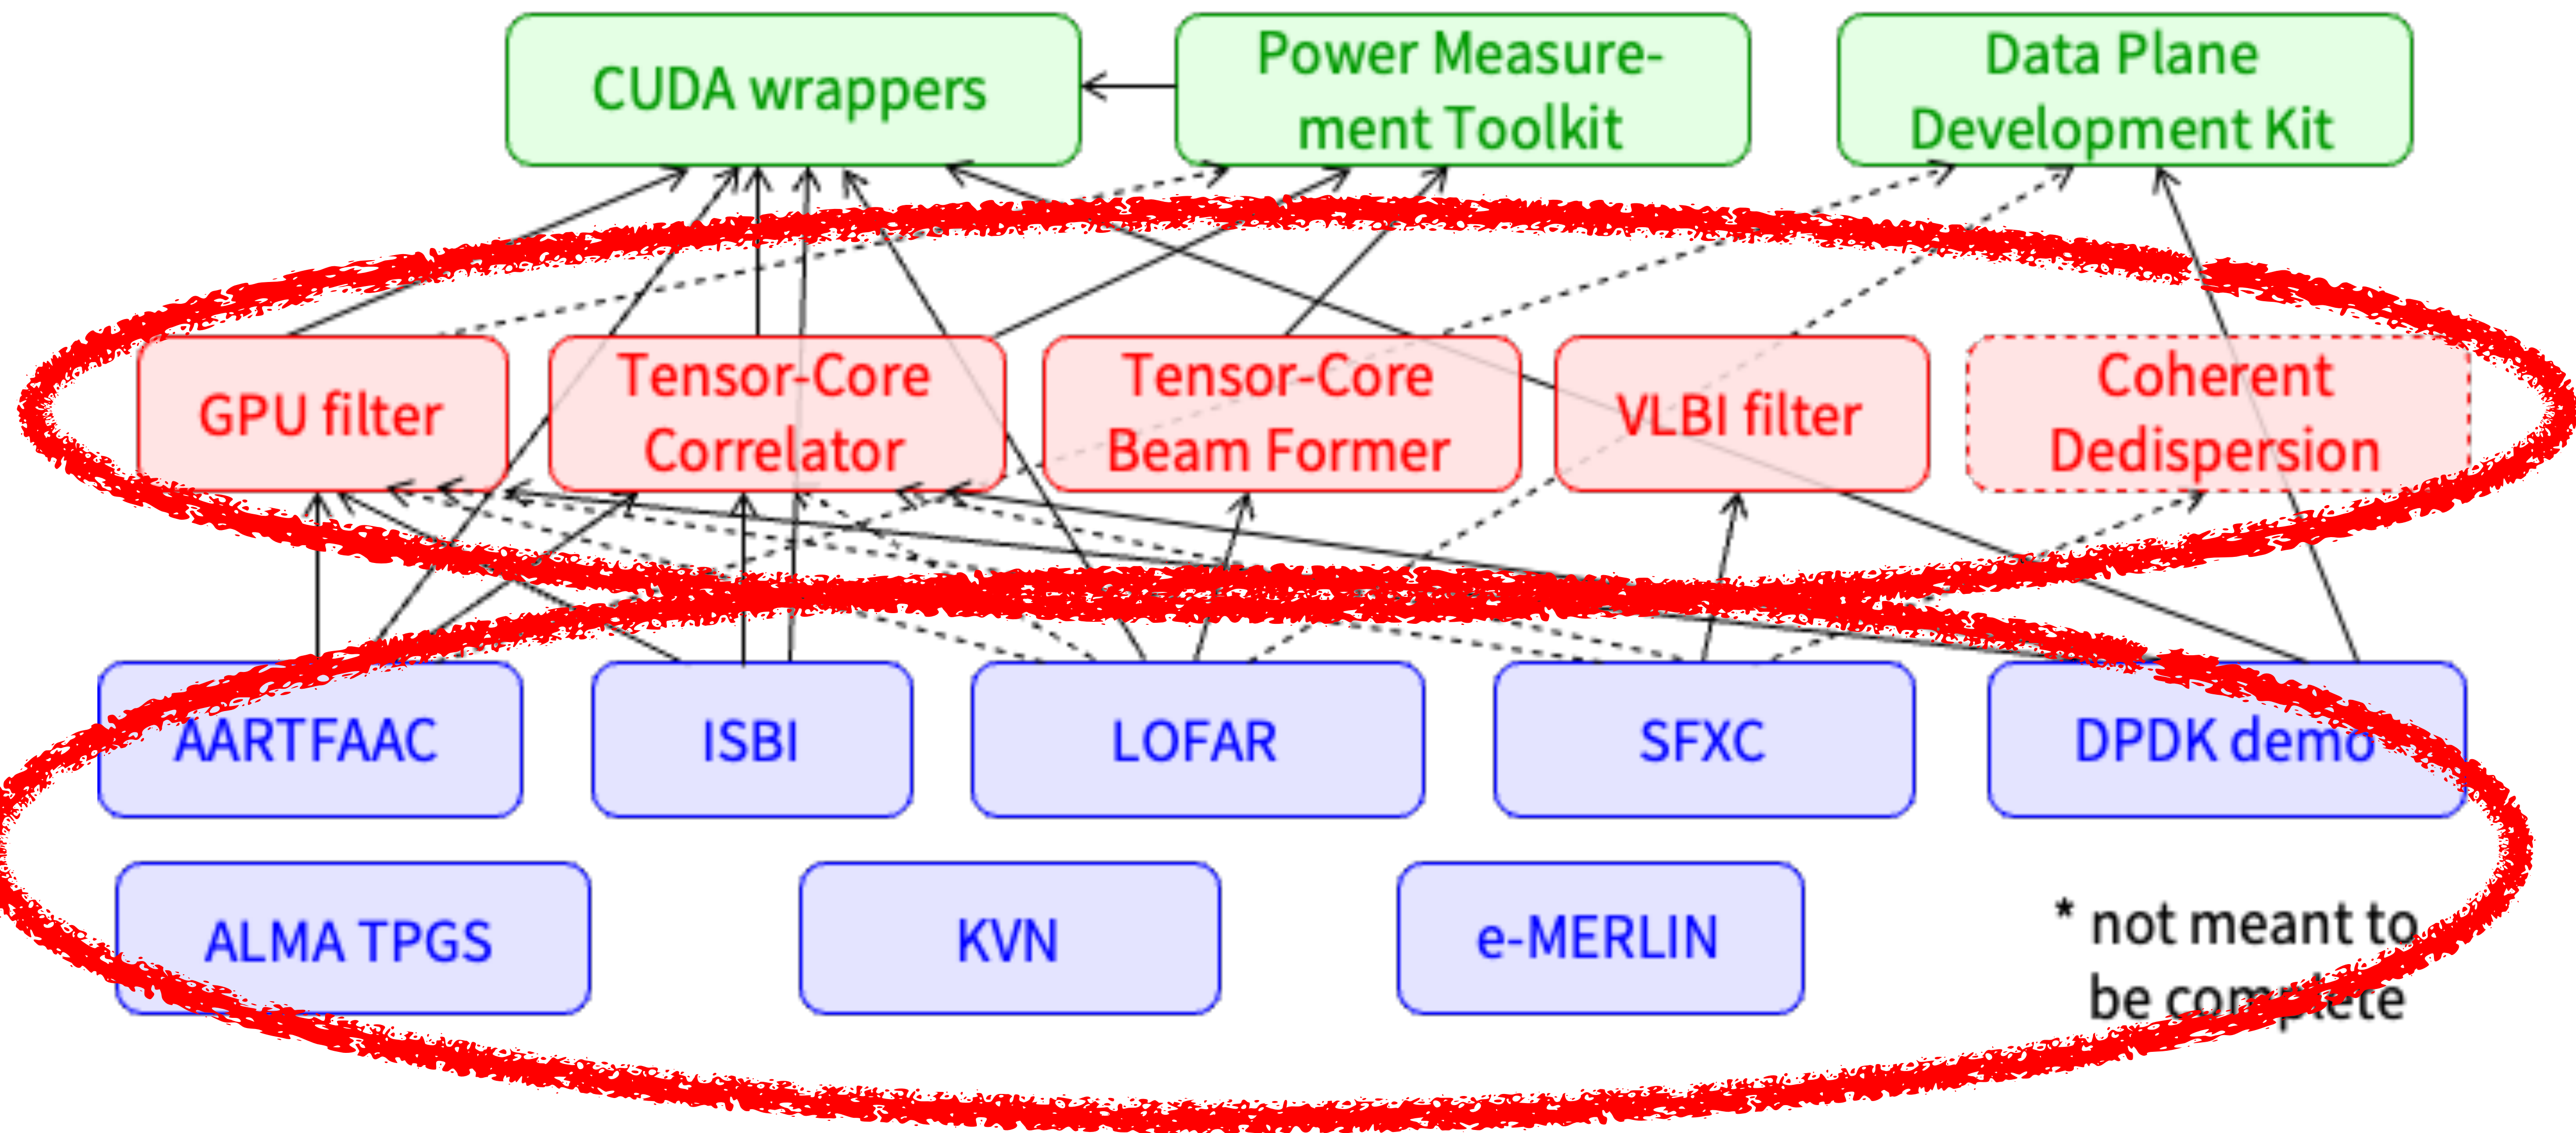 CUDA wrappers
Power Measure-
ment Toolkit
Data Plane
Development Kit
GPU filter
Tensor-Core
Correlator
Tensor-Core
Beam Former
VLBI filter
Coherent
Dedispersion
AARTFAAC
ISBI
LOFAR
SFXC
DPDK demo
ALMA TPGS
KVN
e-MERLIN
* not meant to
be complete